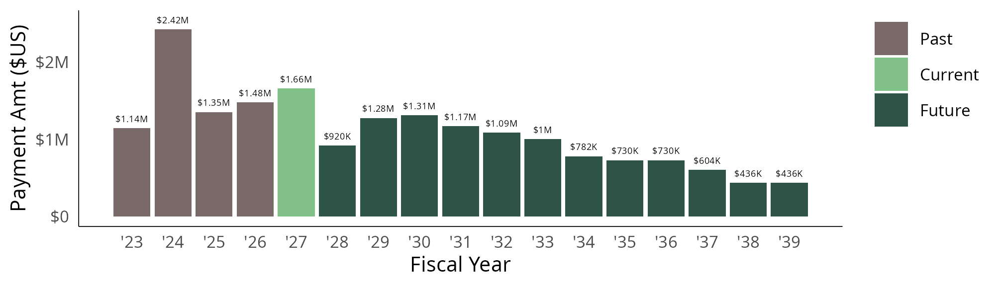 Payment Amt ($US)
$2M
$1M
$0
$1.14M
$2.42M
$1.35M
$1.48M
$1.66M
$920K
$1.28M
$1.31M
$1.17M
$1.09M
$1M
$782K
$730K
$730K
$604K
$436K
$436K
'23 '24 '25 '26 '27 '28 '29 '30 '31 '32 '33 '34 '35 '36 '37 '38 '39
Fiscal Year
Past
Current
Future